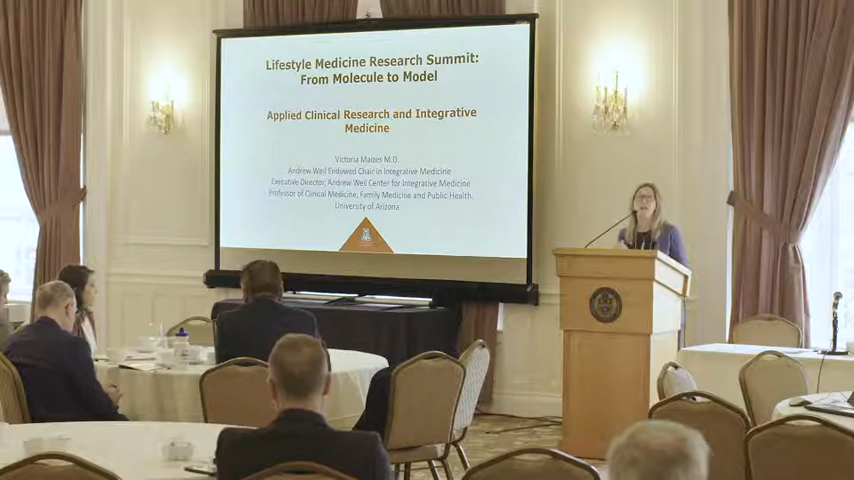 Lifestyle Medicine Research Summit:
From Molecule to Model
Applied Clinical Research and Integrative
Medicine
Victoria Maizes M.D.
Andrew Weil Endowed Chair in Integrative Medicine
Executive Director, Andrew Weil Center for Integrative Medicine
Professor of Clinical Medicine, Family Medicine and Public Health
University of Arizona